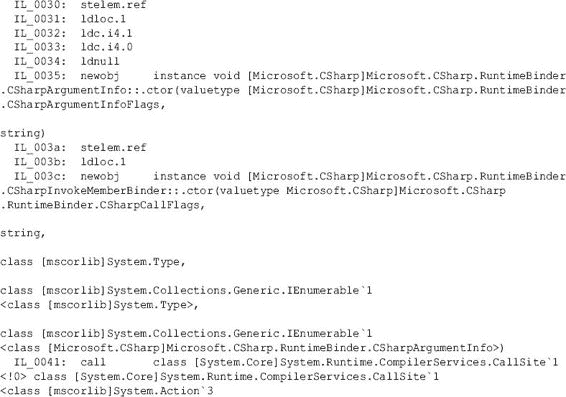 IL_0030:  stelem.ref
IL_0031:  ldloc.1
IL_0032:  ldc.i4.1
IL_0033:  ldc.i4.0
IL_0034:  ldnull
IL_0035:  newobj     instance void [Microsoft.CSharp]Microsoft.CSharp.RuntimeBinder
.CSharpArgumentInfo::.ctor(valuetype [Microsoft.CSharp]Microsoft.CSharp.RuntimeBinder
.CSharpArgumentInfoFlags,
string)
IL_003a:  stelem.ref
IL_003b:  ldloc.1
IL_003c:  newobj     instance void [Microsoft.CSharp]Microsoft.CSharp.RuntimeBinder
.CSharpInvokeMemberBinder::.ctor(valuetype Microsoft.CSharp]Microsoft.CSharp
.RuntimeBinder.CSharpCallFlags,
string,
class [mscorlib]System.Type,
class [mscorlib]System.Collections.Generic.IEnumerable`1
<class [mscorlib]System.Type>,
class [mscorlib]System.Collections.Generic.IEnumerable`1
<class [Microsoft.CSharp]Microsoft.CSharp.RuntimeBinder.CSharpArgumentInfo>)
IL_0041:  call       class [System.Core]System.Runtime.CompilerServices.CallSite`1
<!0> class [System.Core]System.Runtime.CompilerServices.CallSite`1
<class [mscorlib]System.Action`3